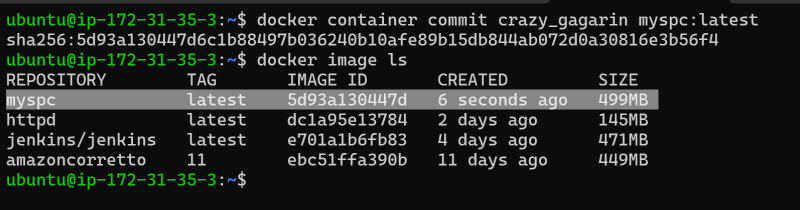 ubuntu@ip-172-31-35-3:~$ docker container commit crazy_gagarin myspc:latest
sha256:5d93a130447d6c1b88497b036240b10afe89b15db844ab072d0a30816e3b56f4
ubuntu@ip-172-31-35-3:~$ docker image ls
REPOSITORY TAG IMAGE ID CREATED SIZE
myspc latest 5d93a130447d 6 seconds ago 499MB
httpd latest dc1a95e13784 2 days ago 145MB
jenkins/jenkins latest e701a1b6fb83 4 days ago 471MB
amazoncorretto 11 ebc51ffa390b 11 days ago 449MB
ubuntu@ip-172-31-35-3:~$